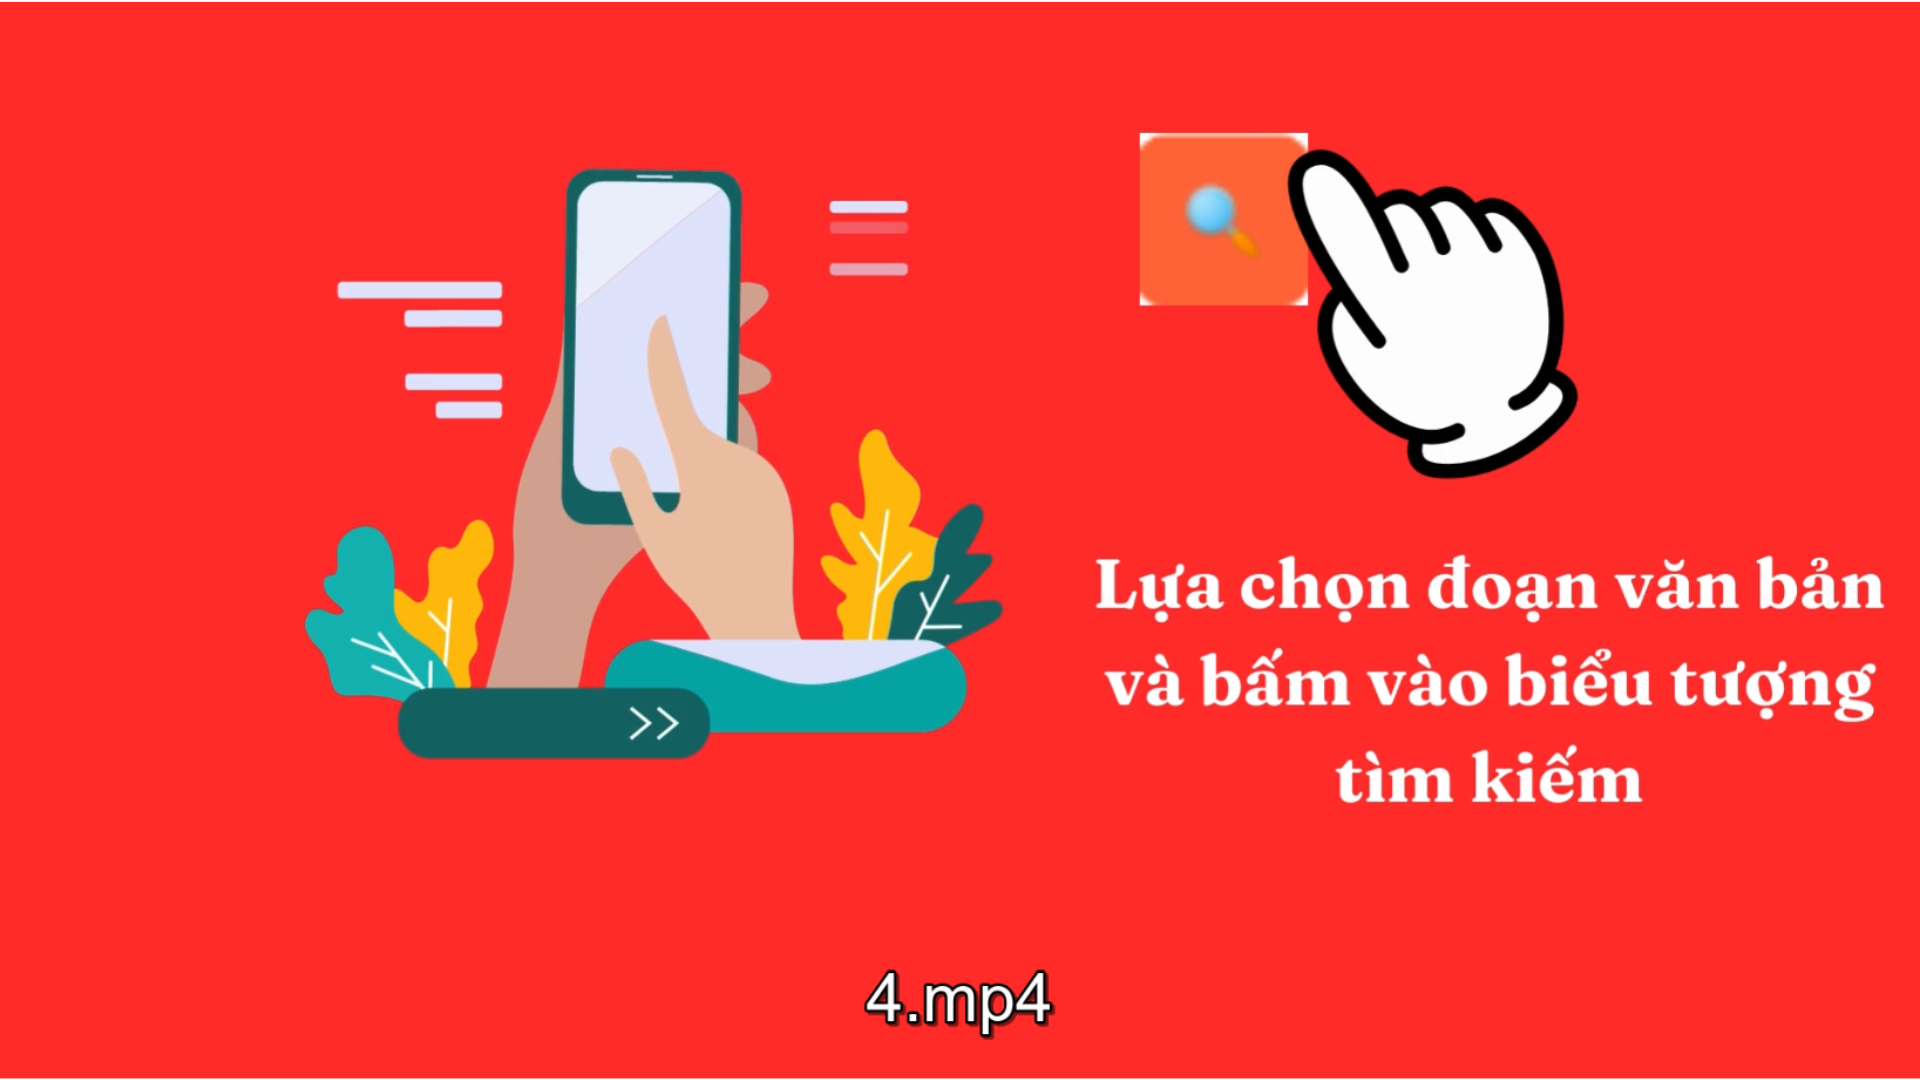 Lựa chọn đoạn văn bản
và bấm vào biểu tượng
tìm kiếm
4.mp4